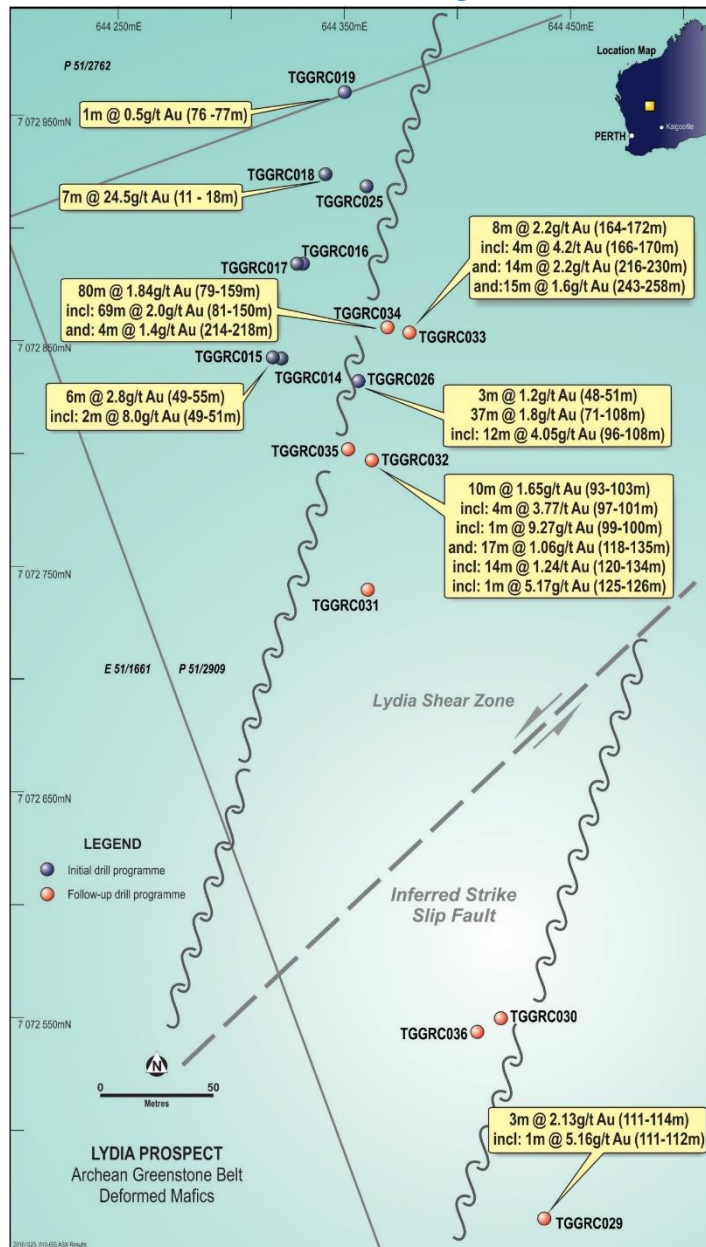 644 250mE
644 350mE
644 450mE
Location Map
Kalgoorlie
PERTH
P 51/2762
TGGRC019
1m @ 0.5g/t Au (76 -77m)
7 072 950mN
TGGRC018
7m @ 24.5g/t Au (11 - 18m)
TGGRC025
8m @ 2.2g/t Au (164-172m)
incl: 4m @ 4.2/t Au (166-170m)
and: 14m @ 2.2g/t Au (216-230m)
and:15m @ 1.6g/t Au (243-258m)
TGGRC016
TGGRC017
80m @ 1.84g/t Au (79-159m)
incl: 69m @ 2.0g/t Au (81-150m)
and: 4m @ 1.4g/t Au (214-218m)
TGGRC034
TGGRC033
7 072 850mN
TGGRC015
TGGRC014
TGGRC026
6m @ 2.8g/t Au (49-55m)
incl: 2m @ 8.0g/t Au (49-51m)
3m @ 1.2g/t Au (48-51m)
37m @ 1.8g/t Au (71-108m)
incl: 12m @ 4.05g/t Au (96-108m)
TGGRC035
TGGRC032
10m @ 1.65g/t Au (93-103m)
incl: 4m @ 3.77g/t Au (97-101m)
incl: 1m @ 9.27g/t Au (99-100m)
and: 17m @ 1.06g/t Au (118-135m)
incl: 14m @ 1.24/t Au (120-134m)
incl: 1m @ 5.17g/t Au (125-126m)
7 072 750mN
TGGRC031
E 51/1661
P 51/2909
Lydia Shear Zone
7 072 650mN
LEGEND
Initial drill programme
Follow-up drill programme
Inferred Strike
Slip Fault
7 072 550mN
TGGRC030
TGGRC036
N
0
50
Metres
3m @ 2.13g/t Au (111-114m)
incl: 1m @ 5.16g/t Au (111-112m)
LYDIA PROSPECT
Archean Greenstone Belt
Deformed Mafics
TGGRC029